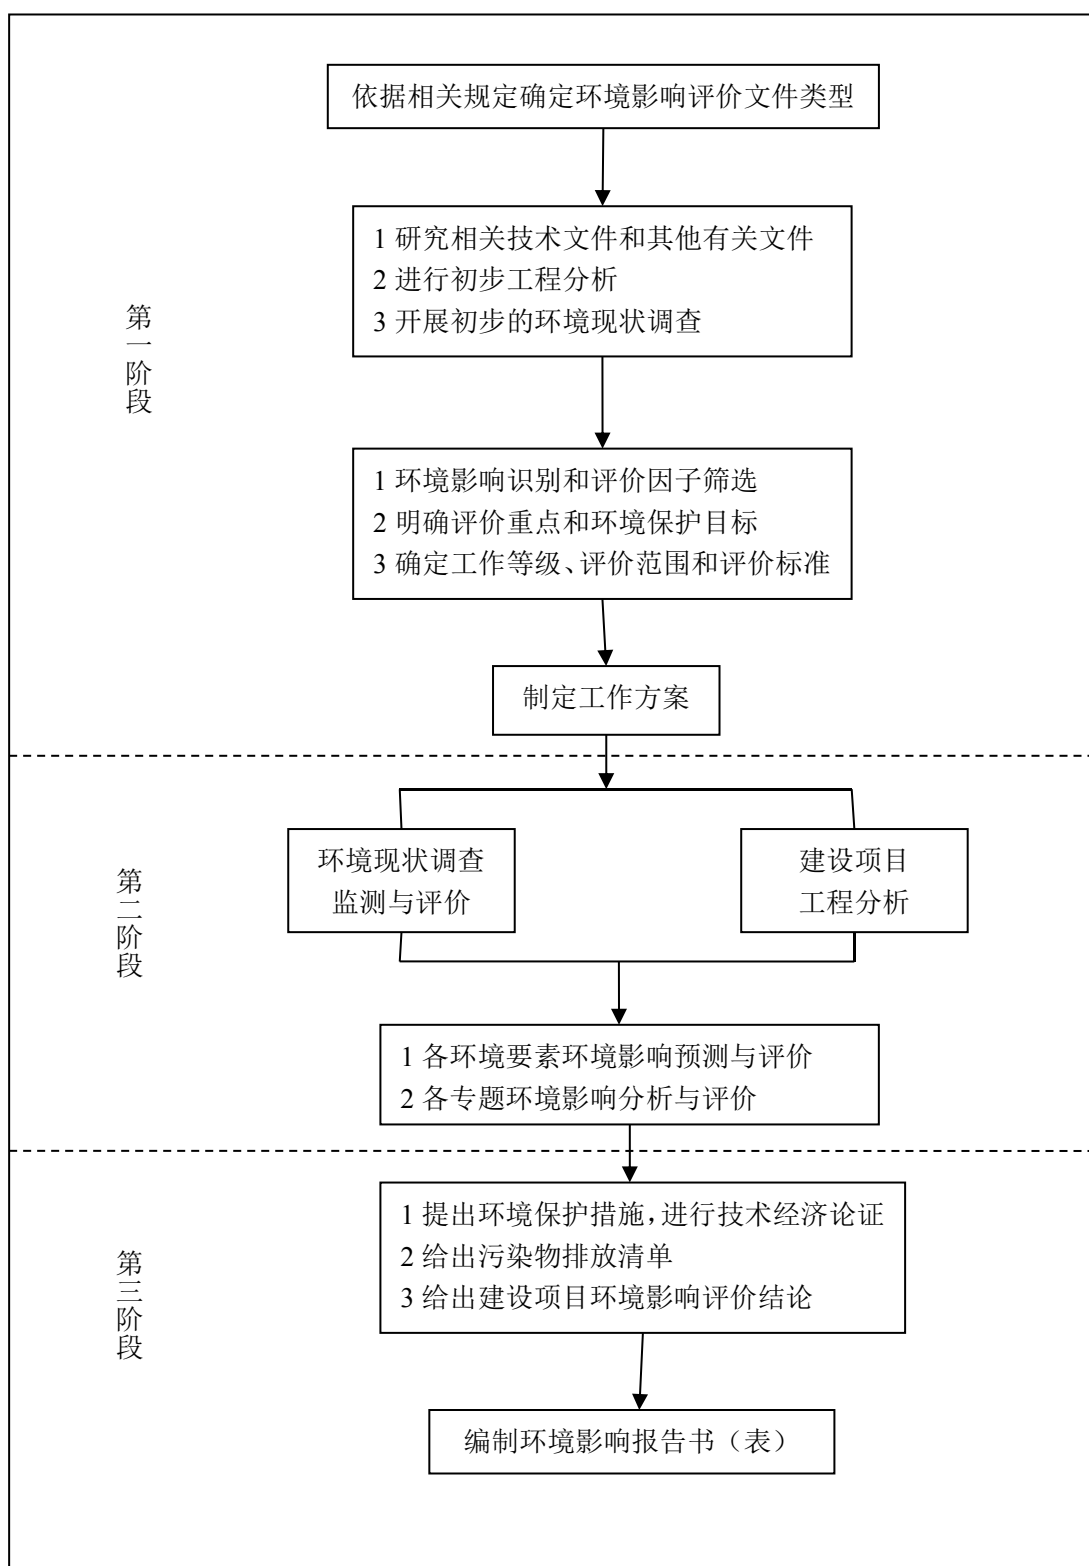 依据相关规定确定环境影响评价文件类型
1 研究相关技术文件和其他有关文件
2 进行初步工程分析
3 开展初步的环境现状调查
第一阶段
1 环境影响识别和评价因子筛选
2 明确评价重点和环境保护目标
3 确定工作等级、评价范围和评价标准
制定工作方案
第二阶段
环境现状调查
监测与评价
建设项目
工程分析
1 各环境要素环境影响预测与评价
2 各专题环境影响分析与评价
第三阶段
1 提出环境保护措施，进行技术经济论证
2 给出污染物排放清单
3 给出建设项目环境影响评价结论
编制环境影响报告书（表）